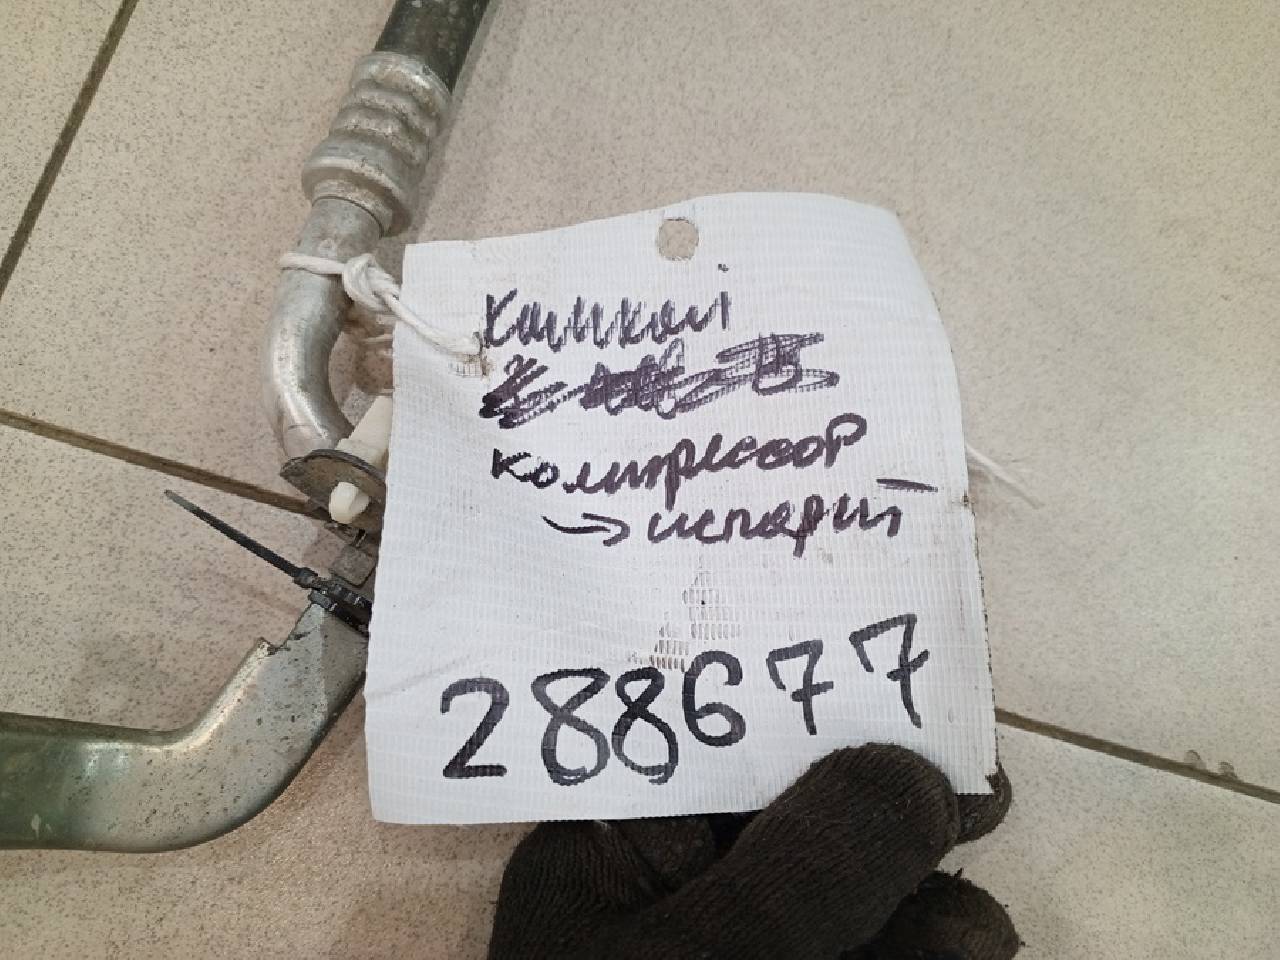 Кашкай
компрессор
→ испарит
288677